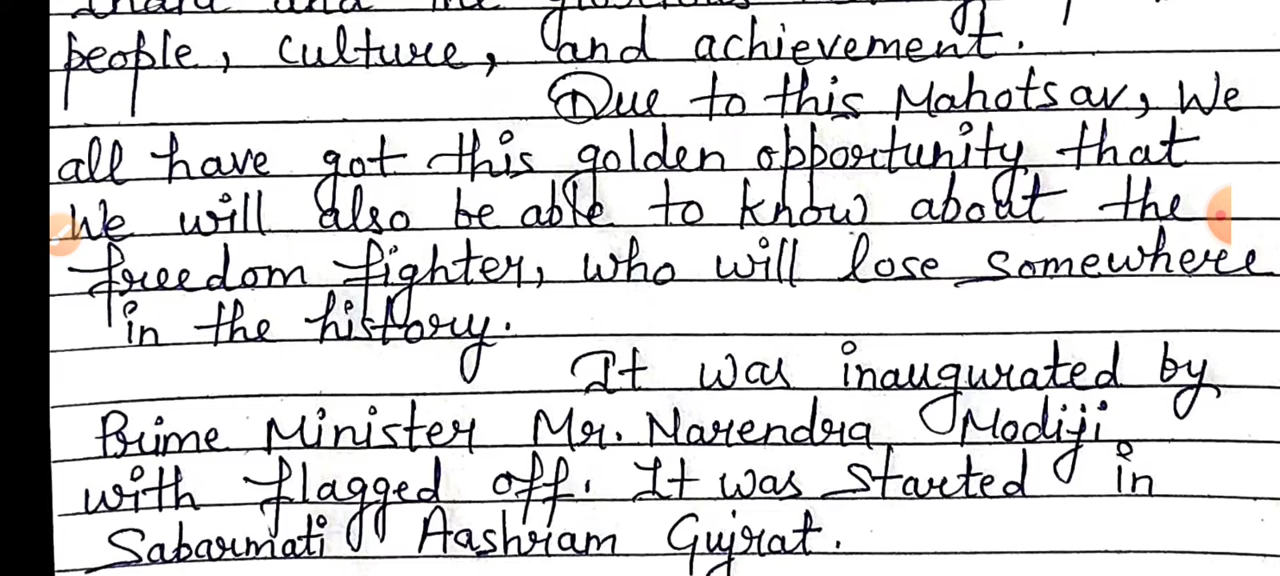 people, culture, and achievement.
Due to this Mahotsav, We
all have got this golden opportunity that
We will also be able to know about the
freedom fighter, who will lose somewhere
in the history.
It was inaugurated by
Prime Minister Mr. Narendra Modiji
with flagged off. It was started in
Sabarmati Aashram Gujrat.